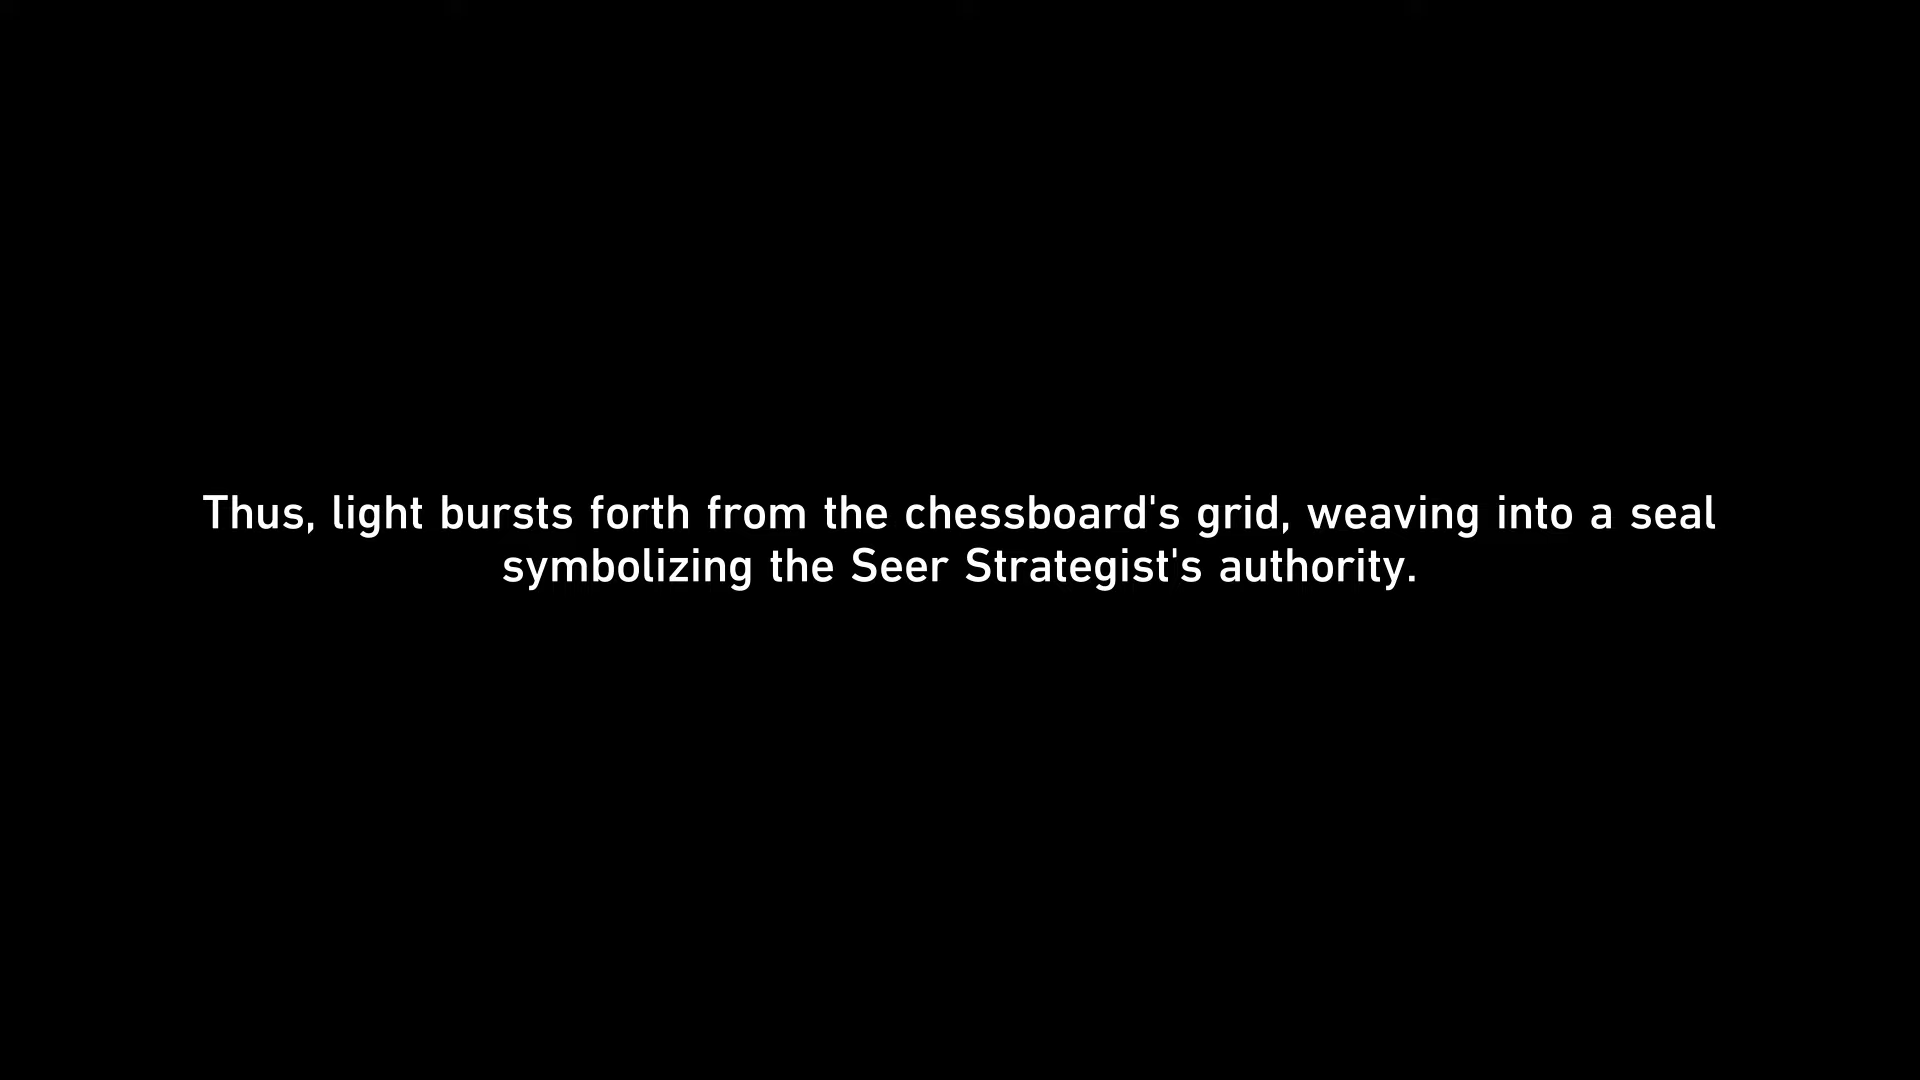 Thus, light bursts forth from the chessboard's grid, weaving into a seal
symbolizing the Seer Strategist's authority.